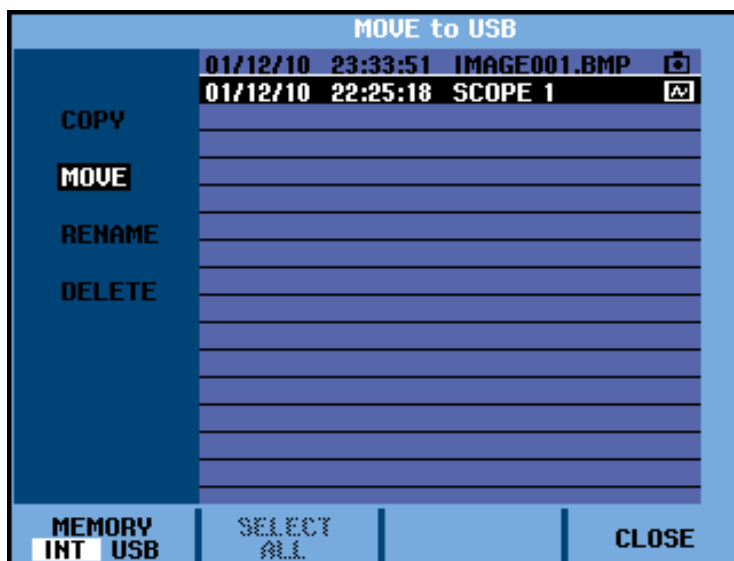 MOVE to USB
01/12/10 23:33:51 IMAGE001.BMP
01/12/10 22:25:18 SCOPE 1
COPY
MOVE
RENAME
DELETE
MEMORY
INT USB
SELECT
ALL
CLOSE